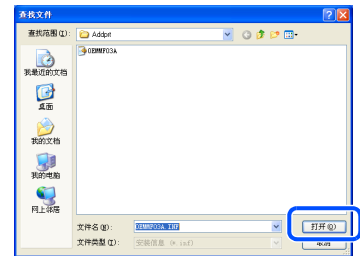 查找文件
查找范围(I):
Addprt
OEMMFO3A
我最近的文档
桌面
我的文档
我的电脑
网上邻居
文件名(N):
OEMMFO3A.INF
打开(O)
文件类型(T):
安装信息 (*.inf)
取消